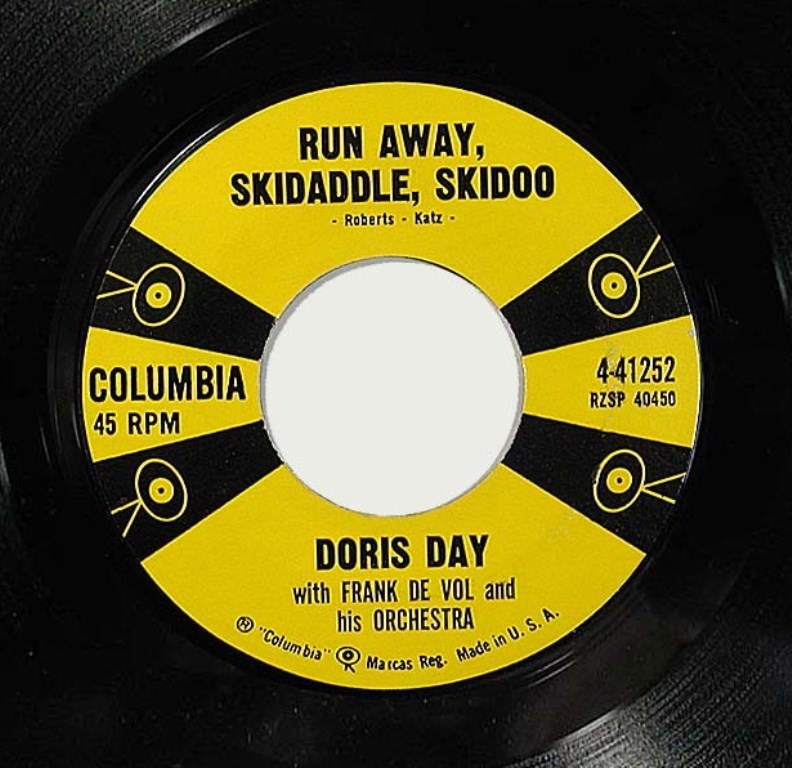 RUN AWAY,
SKIDADDLE, SKIDOO
- Roberts - Katz -
COLUMBIA
45 RPM
4-41252
RZSP 40450
DORIS DAY
with FRANK DE VOL and
his ORCHESTRA
Ⓡ "Columbia" Marcas Reg. Made in U. S. A.